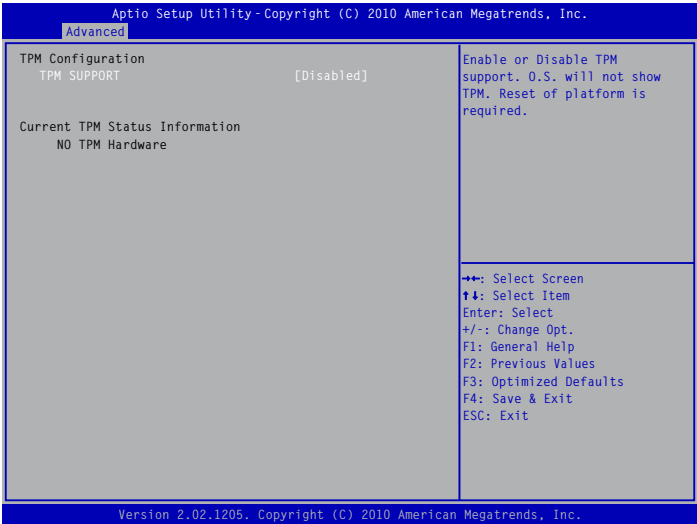 Aptio Setup Utility - Copyright (C) 2010 American Megatrends, Inc.
Advanced
TPM Configuration
TPM SUPPORT [Disabled]
Current TPM Status Information
NO TPM Hardware
Enable or Disable TPM
support. O.S. will not show
TPM. Reset of platform is
required.
→←: Select Screen
↑↓: Select Item
Enter: Select
+/-: Change Opt.
F1: General Help
F2: Previous Values
F3: Optimized Defaults
F4: Save & Exit
ESC: Exit
Version 2.02.1205. Copyright (C) 2010 American Megatrends, Inc.